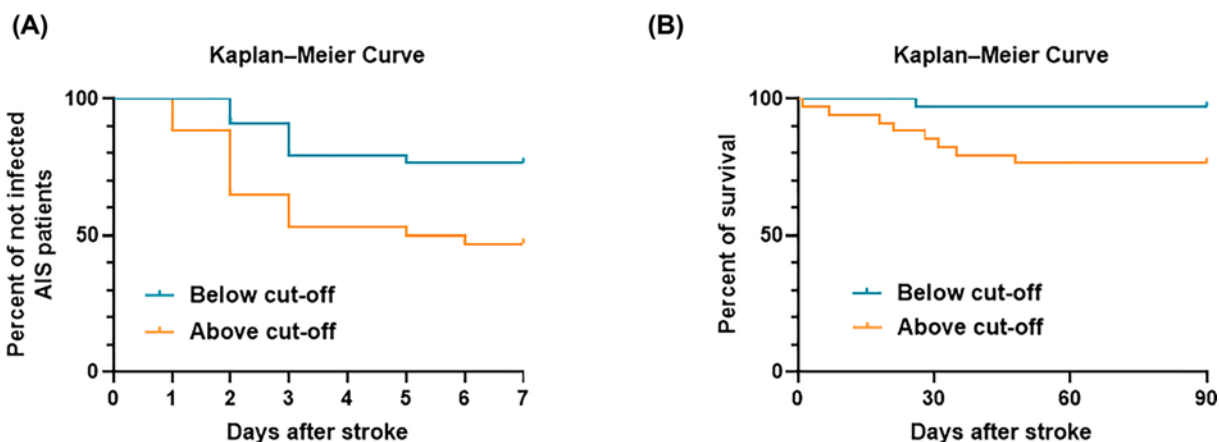 (A)
Kaplan–Meier Curve
Percent of not infected
AIS patients
100
50
0
Below cut-off
Above cut-off
0 1 2 3 4 5 6 7
Days after stroke
(B)
Kaplan–Meier Curve
Percent of survival
100
50
0
Below cut-off
Above cut-off
0 30 60 90
Days after stroke